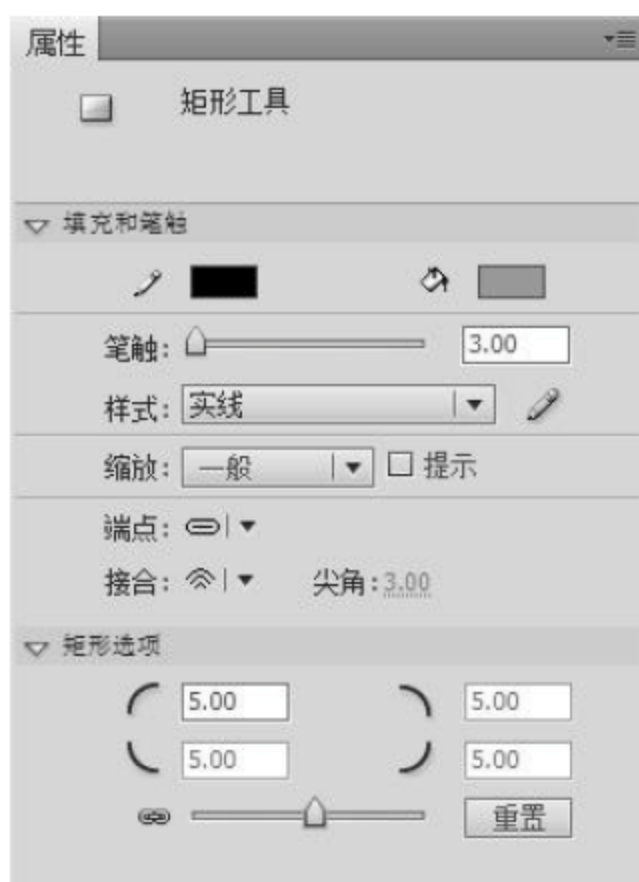 属性
矩形工具
填充和笔触
笔触: 3.00
样式: 实线
缩放: 一般 提示
端点:
接合: 尖角:3.00
矩形选项
5.00 5.00
5.00 5.00
重置